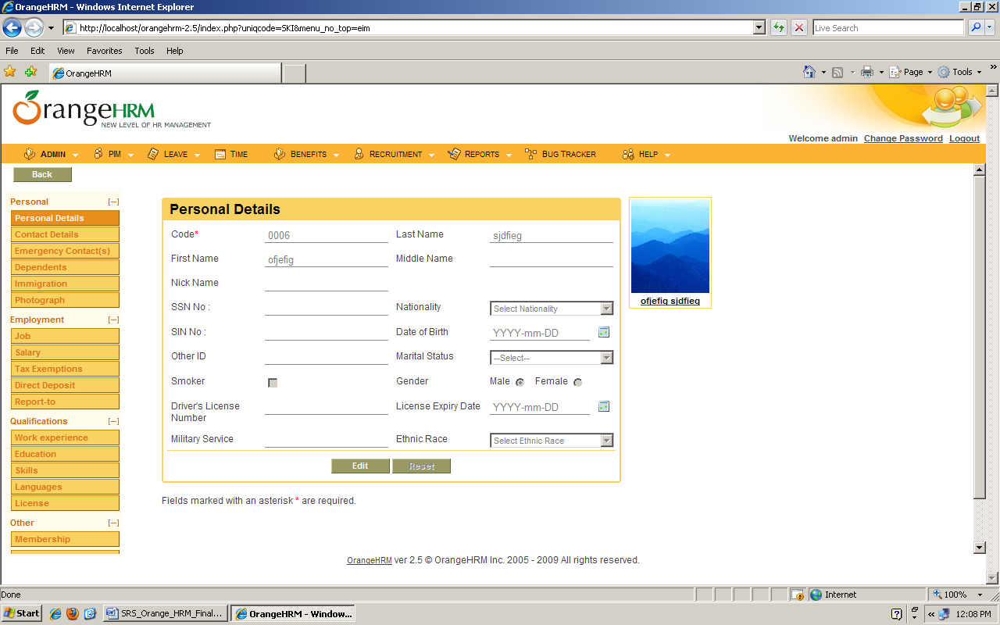 OrangeHRM - Windows Internet Explorer
http://localhost/orangehrm-2.5/index.php?uniqcode=SKI&menu_no_top=eim
Live Search
File Edit View Favorites Tools Help
OrangeHRM
Page Tools »
OrangeHRM
NEW LEVEL OF HR MANAGEMENT
Welcome admin Change Password Logout
ADMIN PIM LEAVE TIME BENEFITS RECRUITMENT REPORTS BUG TRACKER HELP
Back
Personal [–]
Personal Details
Contact Details
Emergency Contact(s)
Dependents
Immigration
Photograph
Employment [–]
Job
Salary
Tax Exemptions
Direct Deposit
Report-to
Qualifications [–]
Work experience
Education
Skills
Languages
License
Other [–]
Membership
Personal Details
Code* 0006 Last Name sjdfieg
First Name ofjefig Middle Name
Nick Name
SSN No : Nationality Select Nationality
SIN No : Date of Birth YYYY-mm-DD
Other ID Marital Status --Select--
Smoker Gender Male Female
Driver's License Number License Expiry Date YYYY-mm-DD
Military Service Ethnic Race Select Ethnic Race
Edit Reset
ofjefig sjdfieg
Fields marked with an asterisk * are required.
OrangeHRM ver 2.5 © OrangeHRM Inc. 2005 - 2009 All rights reserved.
Done Internet 100%
Start SRS_Orange_HRM_Final... OrangeHRM - Window... « 12:08 PM